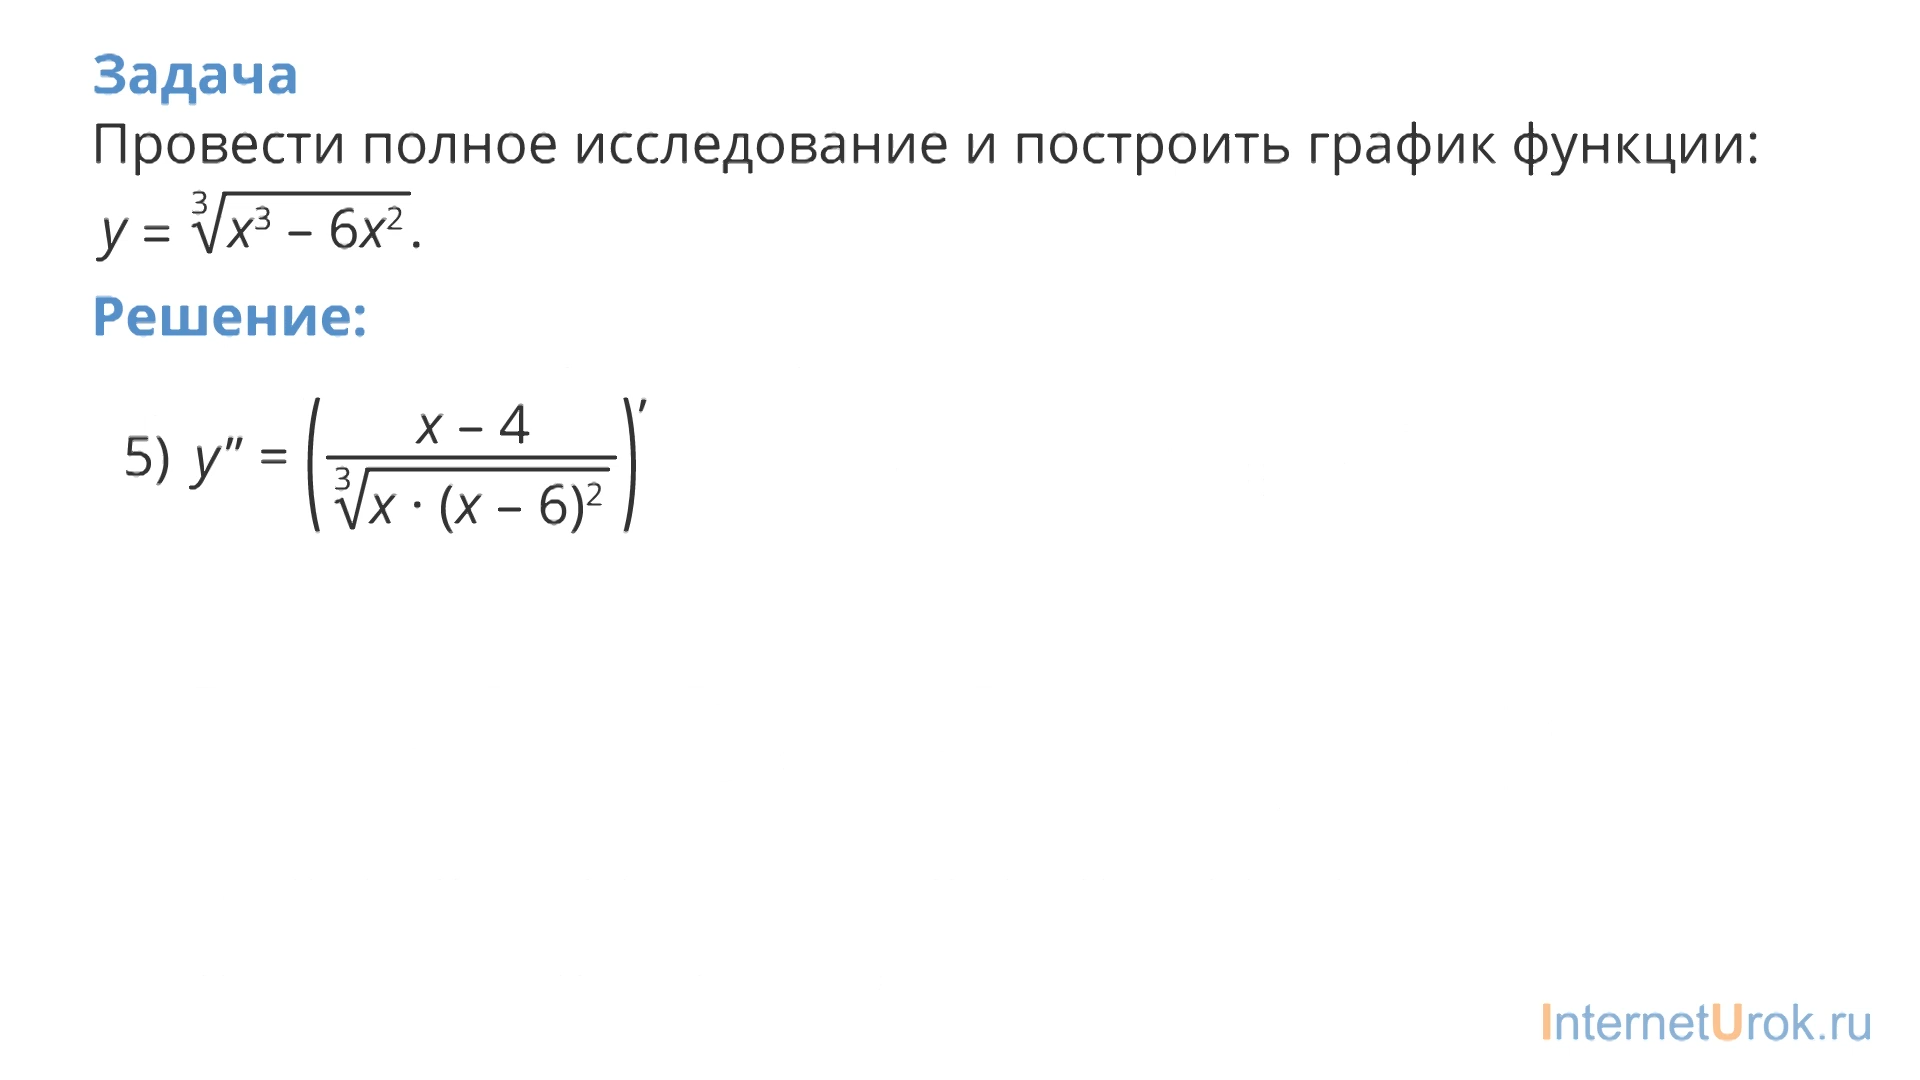 Задача
Провести полное исследование и построить график функции:
y = ∛(x³ – 6x²).
Решение:
5) y″ = ((x – 4) / ∛(x · (x – 6)²))′
InternetUrok.ru